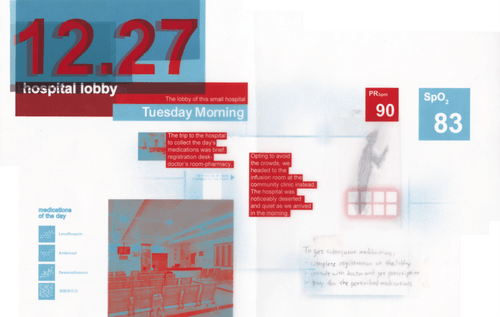 12.27
hospital lobby
The lobby of this small hospital
Tuesday Morning
The trip to the hospital
to collect the day's
medications was brief:
registration desk-
doctor's room-pharmacy.
Opting to avoid
the crowds, we
headed to the
infusion room at the
community clinic instead.
The hospital was
noticeably deserted
and quiet as we arrived
in the morning.
PR bpm
90
SpO2
83
medications
of the day
Levofloxacin
To get
complete registration at the lobby
consult with doctor and get prescription
pay for the prescribed medications